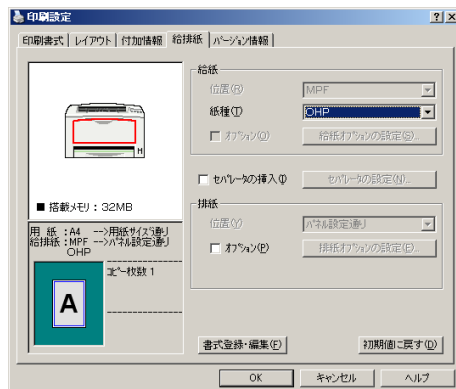 印刷設定
印刷書式 レイアウト 付加情報 給排紙 バージョン情報
給紙
位置(R) MPF
紙種(T) OHP
オプション(O) 給紙オプションの設定(S)...
セパレータの挿入(I) セパレータの設定(N)...
排紙
位置(Y) パネル設定通り
オプション(P) 排紙オプションの設定(E)...
H
■ 搭載メモリ : 32MB
用 紙 : A4 -->用紙サイズ通り
給排紙 : MPF -->パネル設定通り
OHP
コピー枚数 1
A
書式登録・編集(F) 初期値に戻す(D)
OK キャンセル ヘルプ